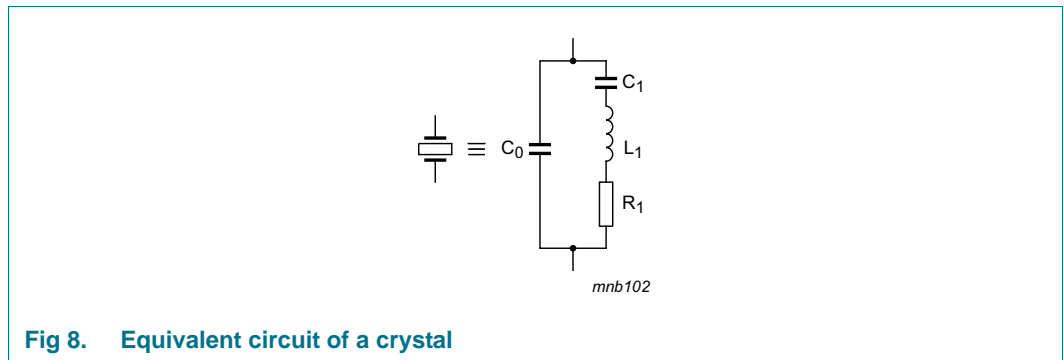 C1
C0
L1
R1
mnb102
Fig 8. Equivalent circuit of a crystal